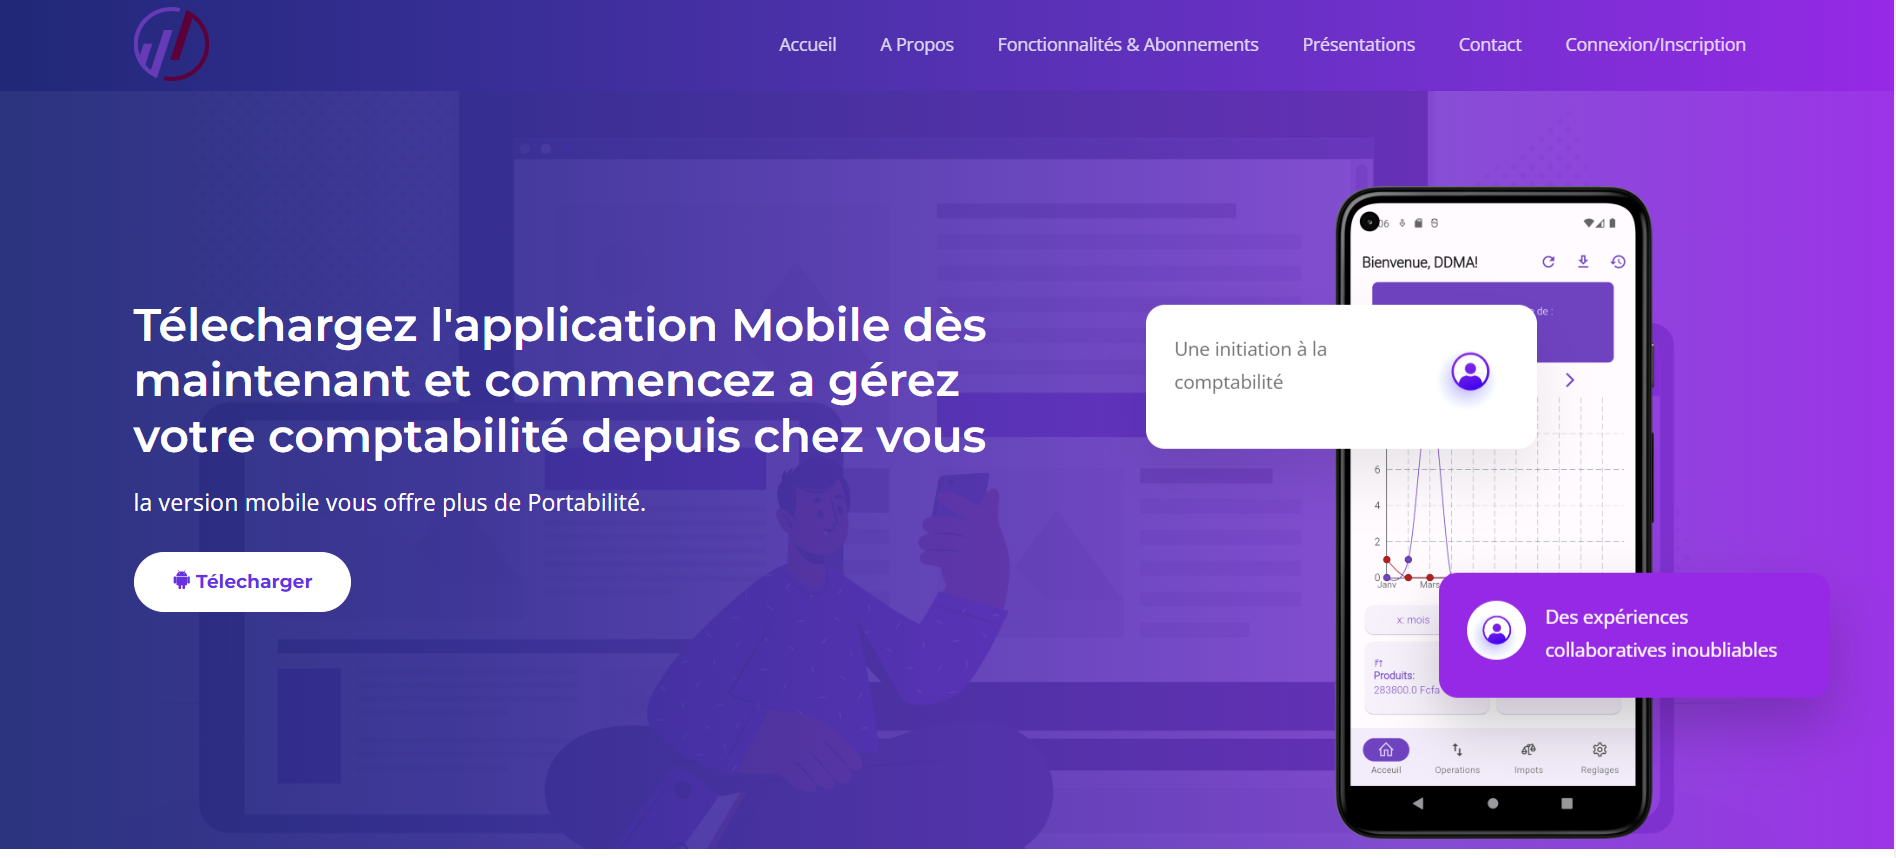 Accueil
A Propos
Fonctionnalités & Abonnements
Présentations
Contact
Connexion/Inscription
Télechargez l'application Mobile dès
maintenant et commencez a gérez
votre comptabilité depuis chez vous
la version mobile vous offre plus de Portabilité.
Télecharger
06
Bienvenue, DDMA!
de :
Une initiation à la
comptabilité
6
4
2
0
Janv
Mars
Des expériences
collaboratives inoubliables
x: mois
Produits:
283800.0 Fcfa
Acceuil
Operations
Impots
Reglages